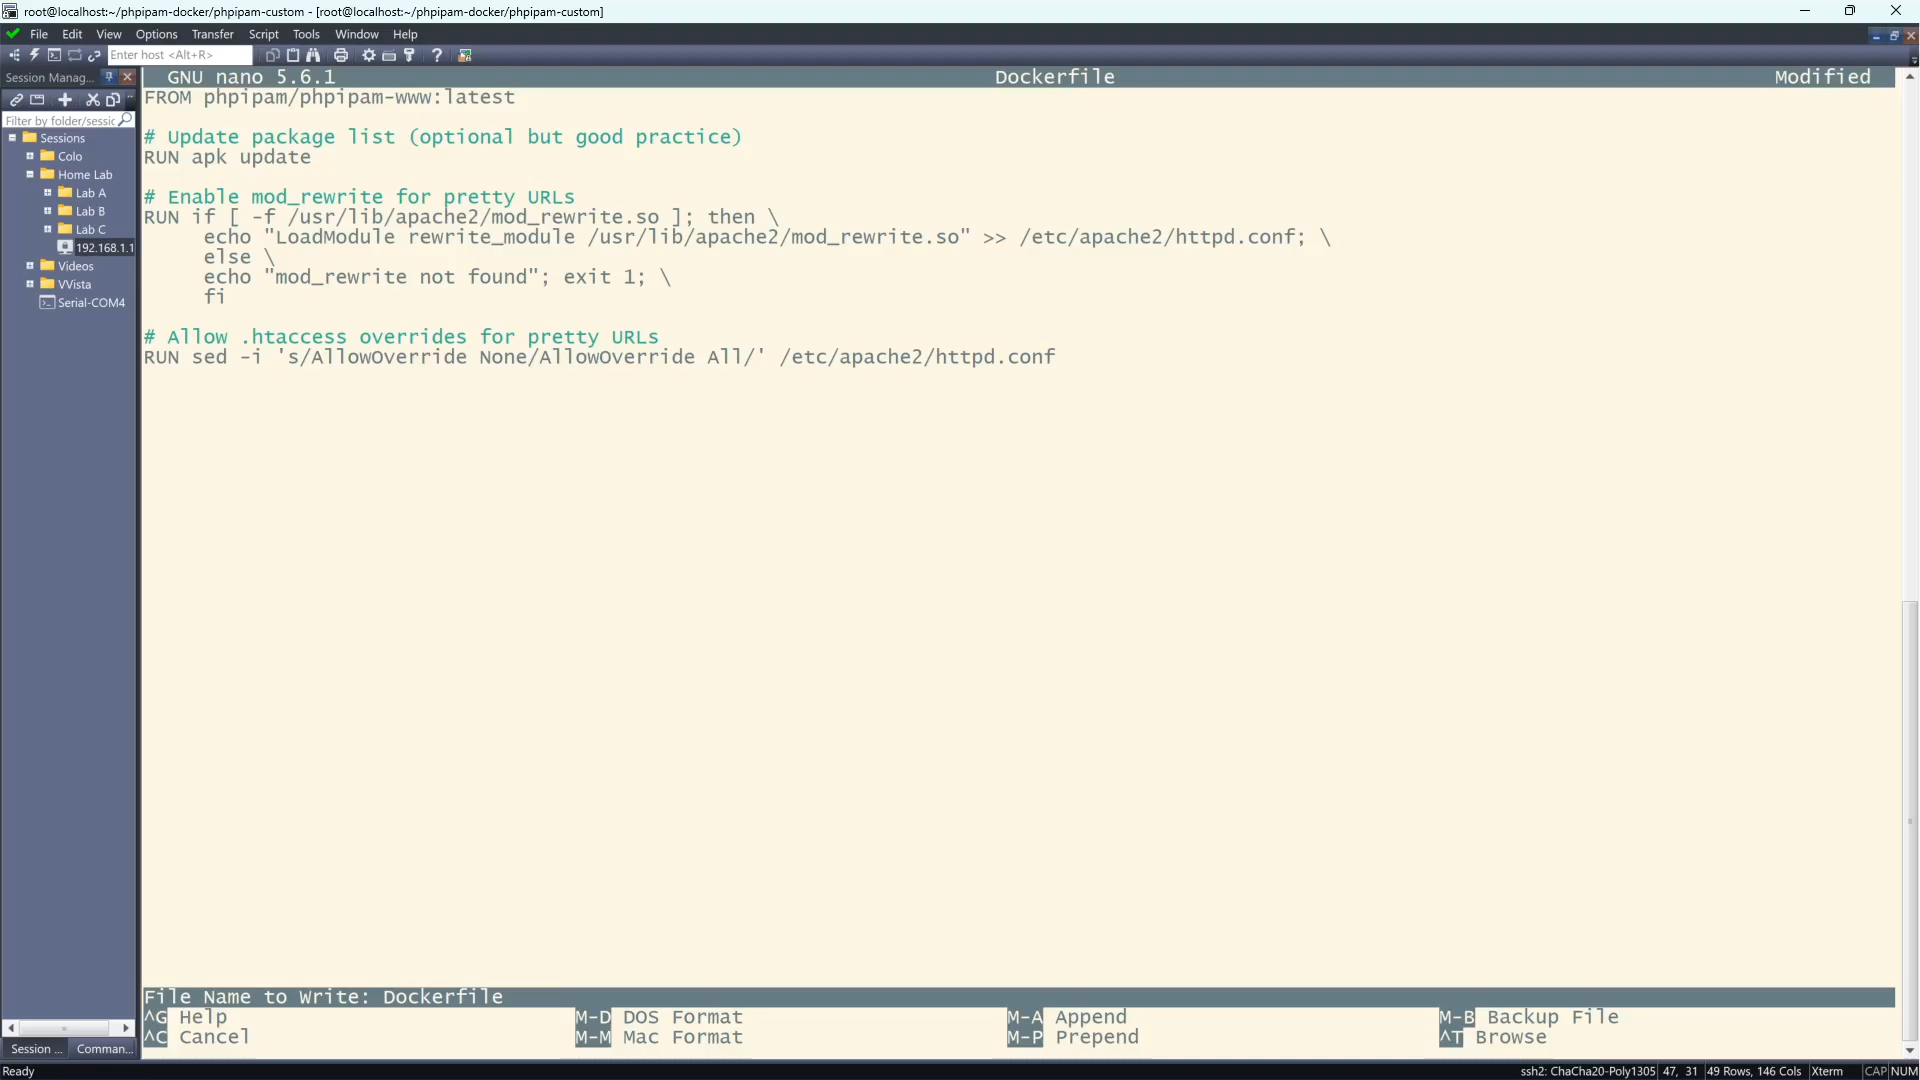 root@localhost:~/phpipam-docker/phpipam-custom - [root@localhost:~/phpipam-docker/phpipam-custom]
File Edit View Options Transfer Script Tools Window Help
Enter host <Alt+R>
Session Manag...
GNU nano 5.6.1 Dockerfile Modified
Filter by folder/sessic
Sessions
Colo
Home Lab
Lab A
Lab B
Lab C
192.168.1.1
Videos
VVista
Serial-COM4
FROM phpipam/phpipam-www:latest
# Update package list (optional but good practice)
RUN apk update
# Enable mod_rewrite for pretty URLs
RUN if [ -f /usr/lib/apache2/mod_rewrite.so ]; then \
echo "LoadModule rewrite_module /usr/lib/apache2/mod_rewrite.so" >> /etc/apache2/httpd.conf; \
else \
echo "mod_rewrite not found"; exit 1; \
fi
# Allow .htaccess overrides for pretty URLs
RUN sed -i 's/AllowOverride None/AllowOverride All/' /etc/apache2/httpd.conf
File Name to Write: Dockerfile
^G Help M-D DOS Format M-A Append M-B Backup File
^C Cancel M-M Mac Format M-P Prepend ^T Browse
Session ... Comman...
Ready ssh2: ChaCha20-Poly1305 47, 31 49 Rows, 146 Cols Xterm CAP NUM